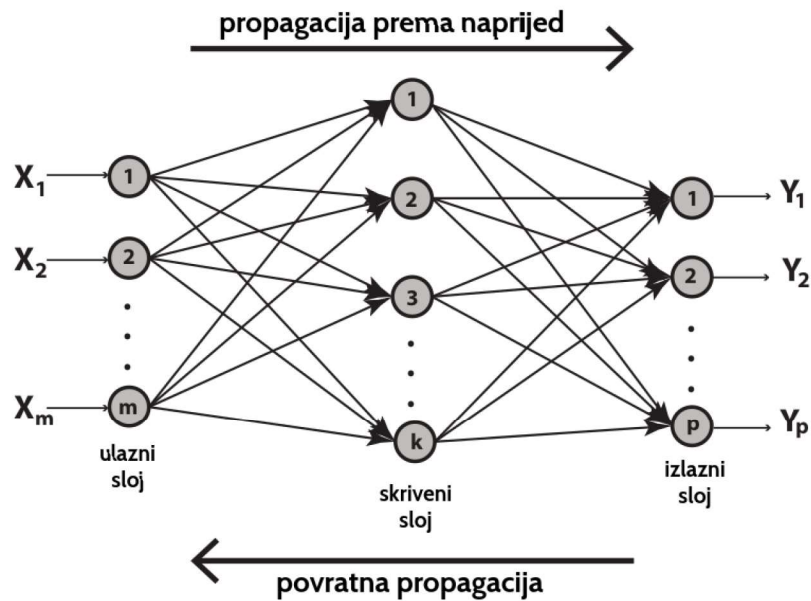 propagacija prema naprijed
X1
1
X2
2
Xm
m
ulazni
sloj
1
2
3
k
skriveni
sloj
1
Y1
2
Y2
p
Yp
izlazni
sloj
povratna propagacija